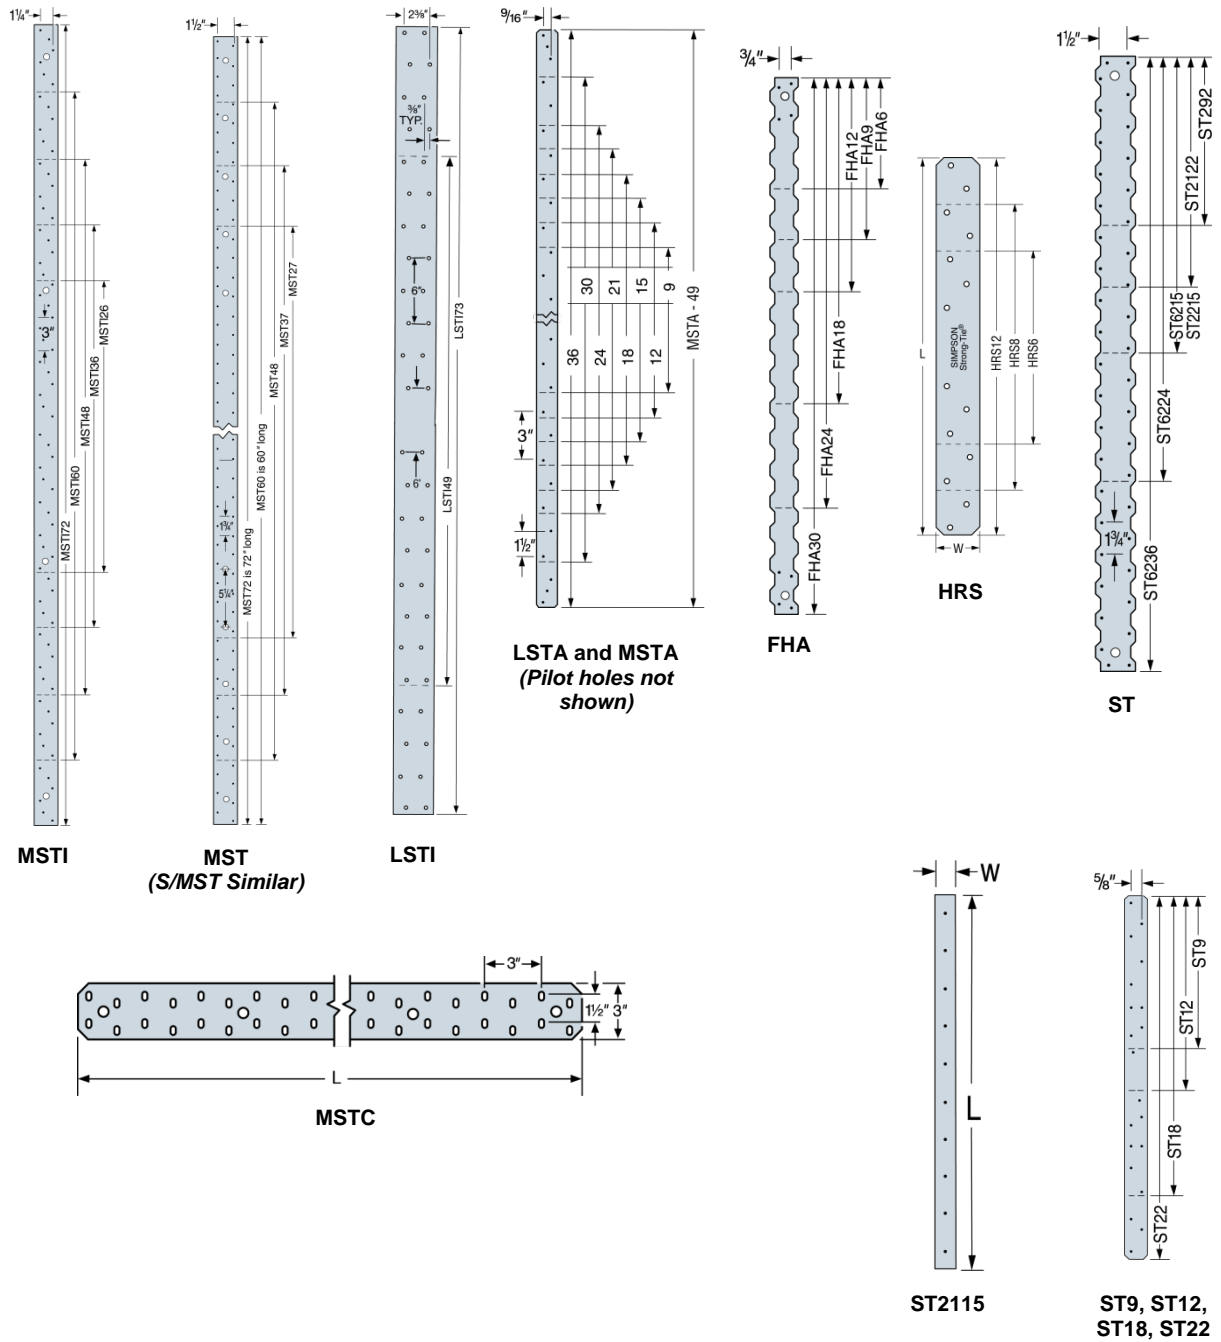 1¼"
MSTI72
MSTI60
MSTI48
MSTI36
MSTI26
3"
MSTI
1½"
MST72 is 72" long
MST60 is 60" long
MST48
MST37
MST27
1¾"
5¼"
MST
(S/MST Similar)
2⅜"
⅜"
TYP.
6"
6"
LSTI73
LSTI49
LSTI
9/16"
36
30
24
21
18
15
12
9
MSTA - 49
3"
1½"
LSTA and MSTA
(Pilot holes not
shown)
3/4"
FHA6
FHA9
FHA12
FHA18
FHA24
FHA30
FHA
L
SIMPSON
Strong-Tie®
HRS12
HRS8
HRS6
W
HRS
1½"
ST292
ST2122
ST6215
ST2215
ST6224
ST6236
1¾"
ST
3"
1½"
3"
L
MSTC
W
L
ST2115
5/8"
ST9
ST12
ST18
ST22
ST9, ST12,
ST18, ST22